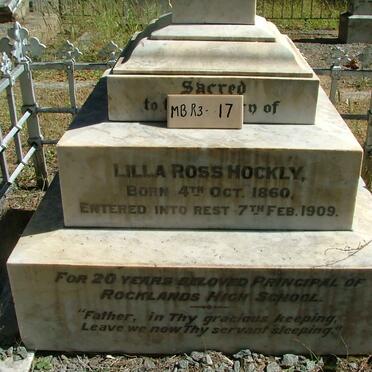 Sacred
to of
MBR3- 17
LILLA ROSS HOCKLY,
BORN 4TH OCT. 1860,
ENTERED INTO REST 7TH FEB. 1909.
FOR 20 YEARS BELOVED PRINCIPAL OF
ROCKLANDS HIGH SCHOOL.
"Father, in Thy gracious keeping,
Leave we now Thy servant sleeping."